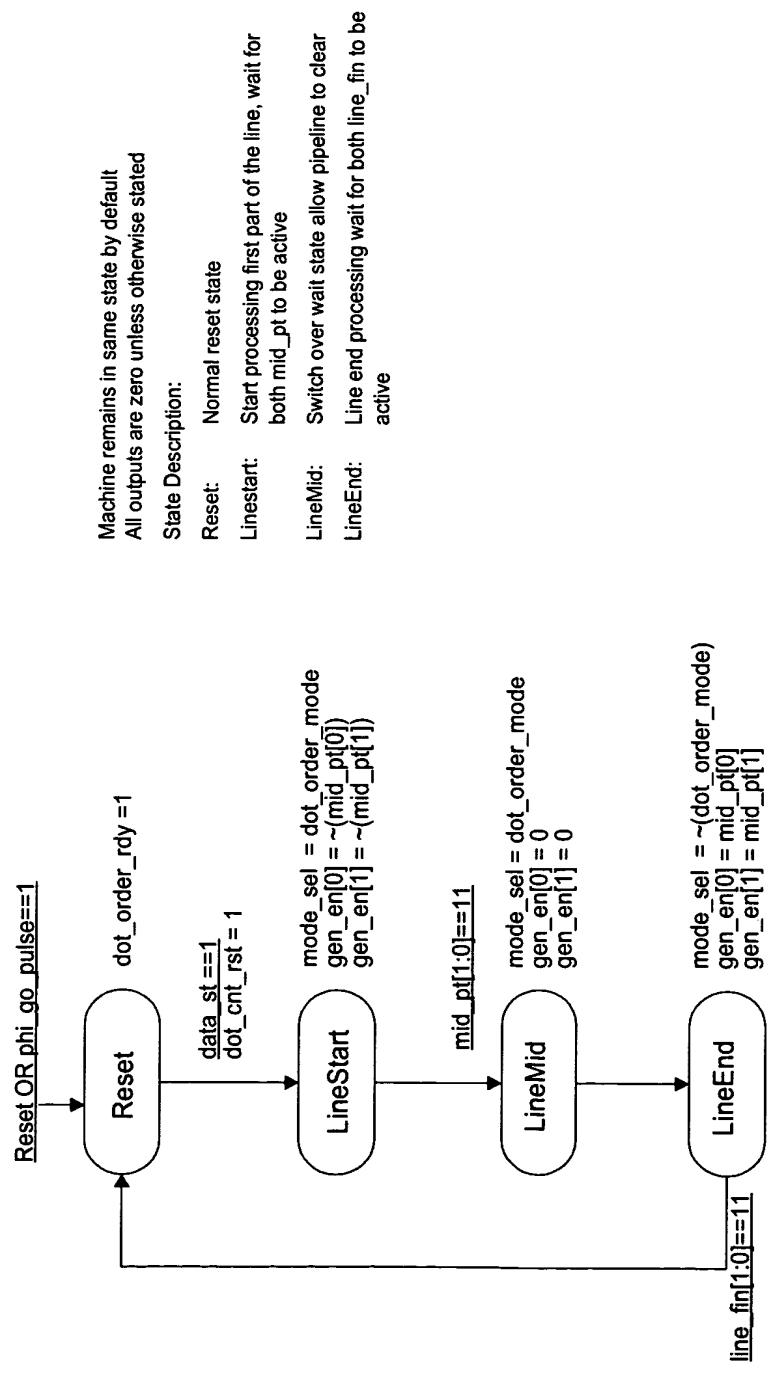 Reset OR phi_go_pulse==1
Reset
dot_order_rdy =1
data_st ==1
dot_cnt_rst = 1
LineStart
mode_sel = dot_order_mode
gen_en[0] = ~(mid_pt[0])
gen_en[1] = ~(mid_pt[1])
mid_pt[1:0]==11
LineMid
mode_sel = dot_order_mode
gen_en[0] = 0
gen_en[1] = 0
LineEnd
mode_sel = ~(dot_order_mode)
gen_en[0] = mid_pt[0]
gen_en[1] = mid_pt[1]
line_fin[1:0]==11
Machine remains in same state by default
All outputs are zero unless otherwise stated
State Description:
Reset: Normal reset state
Linestart: Start processing first part of the line, wait for
both mid_pt to be active
LineMid: Switch over wait state allow pipeline to clear
LineEnd: Line end processing wait for both line_fin to be
active